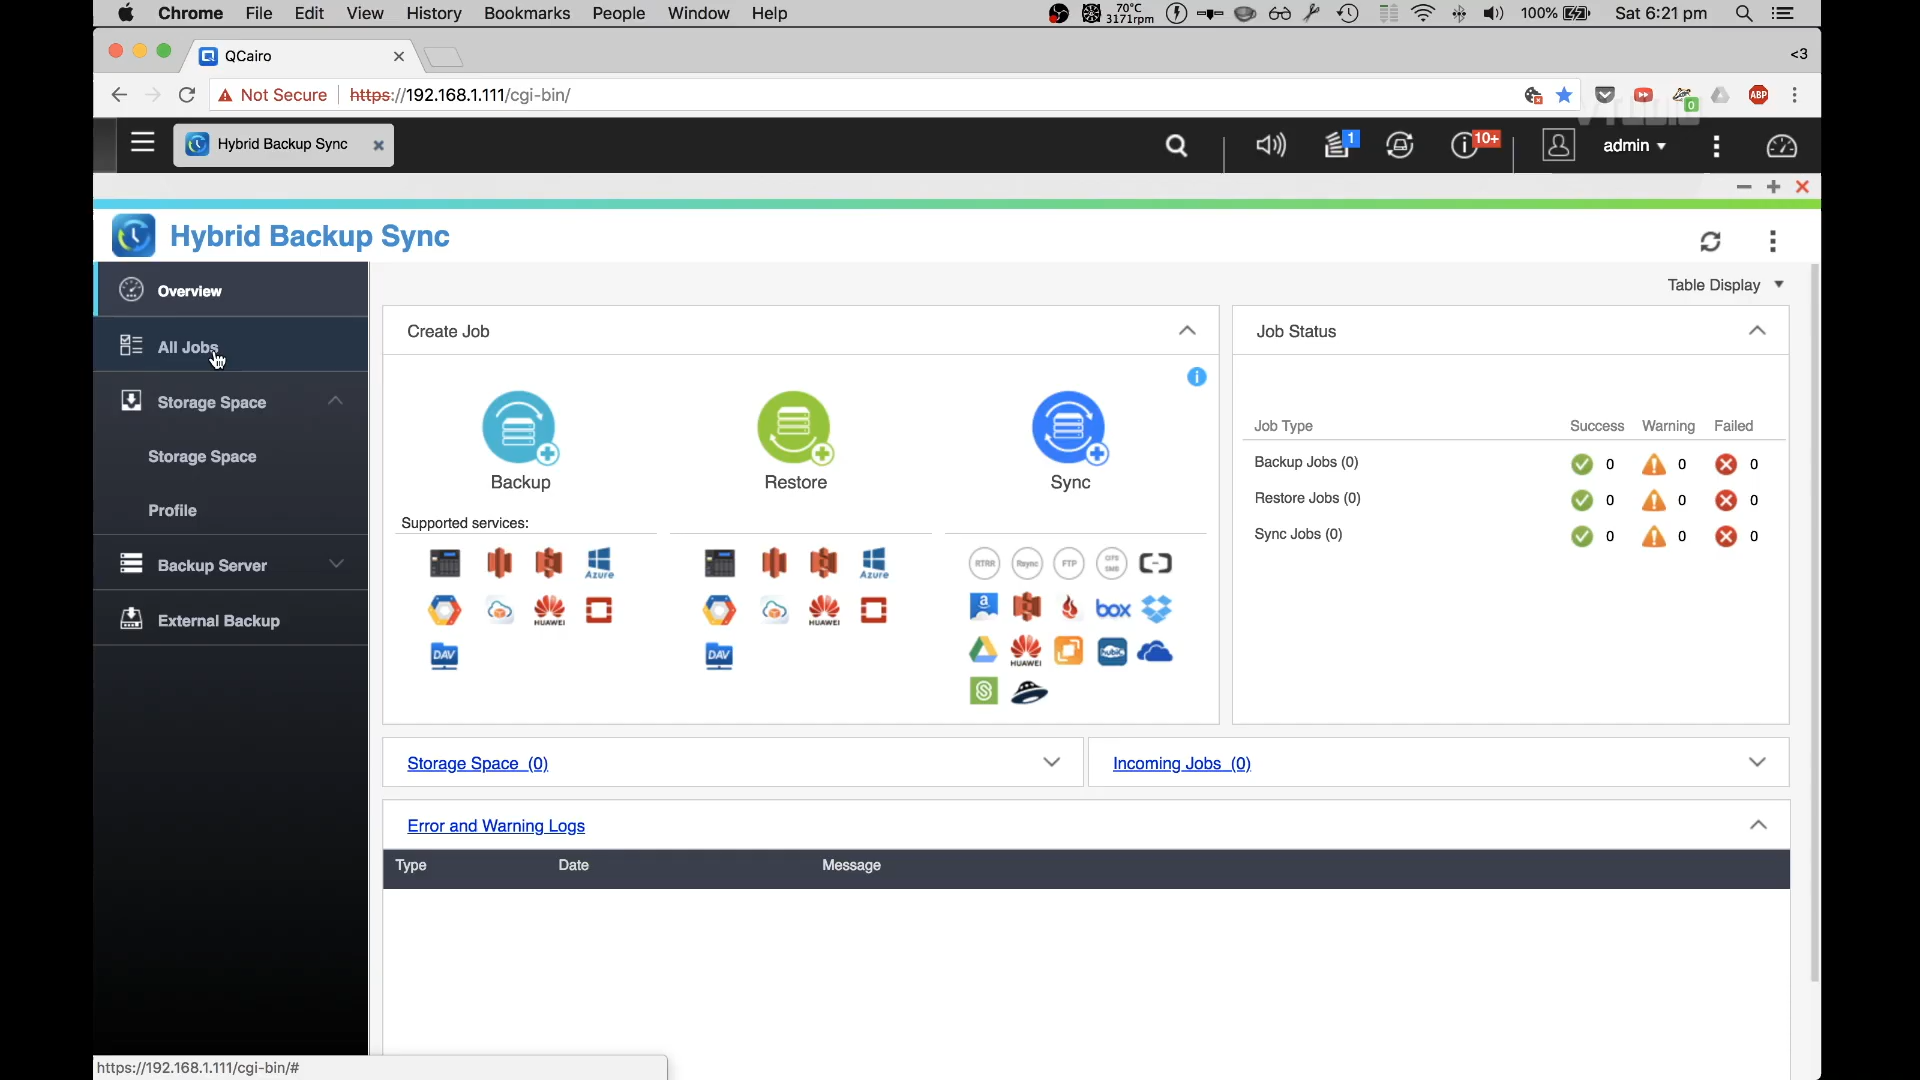 Chrome File Edit View History Bookmarks People Window Help 70°C 3171rpm 100% Sat 6:21 pm
QCairo <3
Not Secure https://192.168.1.111/cgi-bin/ 0 ABP
Hybrid Backup Sync 1 10+ admin
Hybrid Backup Sync
Overview
All Jobs
Storage Space
Storage Space
Profile
Backup Server
External Backup
Table Display
Create Job
Backup Restore Sync
Supported services:
Azure Azure RTRR Rsync FTP CIFS SMB
HUAWEI HUAWEI a box
DAV DAV HUAWEI hubiC
Job Status
Job Type Success Warning Failed
Backup Jobs (0) 0 0 0
Restore Jobs (0) 0 0 0
Sync Jobs (0) 0 0 0
Storage Space (0) Incoming Jobs (0)
Error and Warning Logs
Type Date Message
https://192.168.1.111/cgi-bin/#